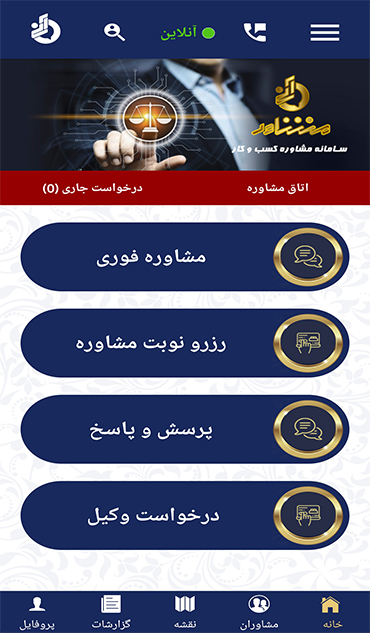 آنلاین
سامانه مشاوره کسب و کار
اتاق مشاوره
درخواست جاری (0)
مشاوره فوری
رزرو نوبت مشاوره
پرسش و پاسخ
درخواست وکیل
خانه
مشاوران
نقشه
گزارشات
پروفایل